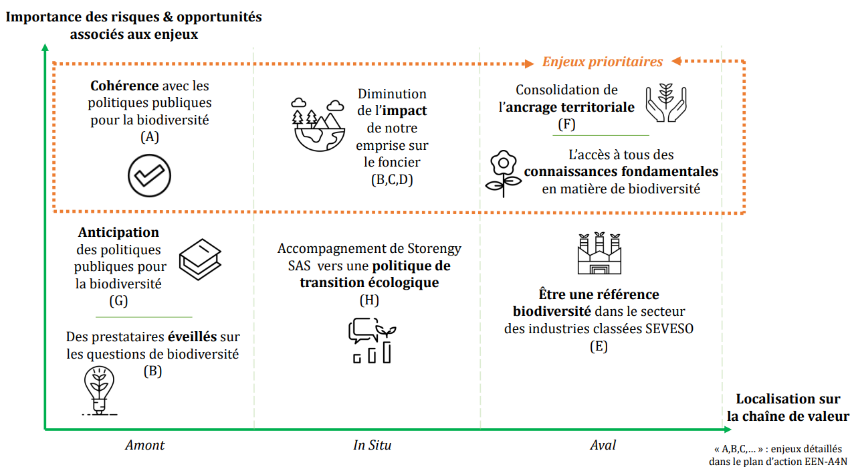 Importance des risques & opportunités
associés aux enjeux
Enjeux prioritaires
Cohérence avec les
politiques publiques
pour la biodiversité
(A)
Diminution
de l'impact
de notre
emprise sur
le foncier
(B,C,D)
Consolidation de
l'ancrage territoriale
(F)
L'accès à tous des
connaissances fondamentales
en matière de biodiversité
Anticipation
des politiques
publiques pour
la biodiversité
(G)
Des prestataires éveillés sur
les questions de biodiversité
(B)
Accompagnement de Storengy
SAS vers une politique de
transition écologique
(H)
Être une référence
biodiversité dans le secteur
des industries classées SEVESO
(E)
Localisation sur
la chaîne de valeur
Amont
In Situ
Aval
« A,B,C,... » : enjeux détaillés
dans le plan d'action EEN-A4N